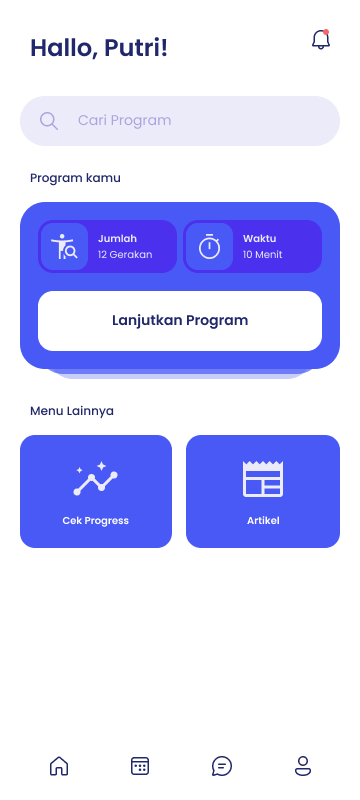 Hallo, Putri!
Cari Program
Program kamu
Jumlah
12 Gerakan
Waktu
10 Menit
Lanjutkan Program
Menu Lainnya
Cek Progress
Artikel